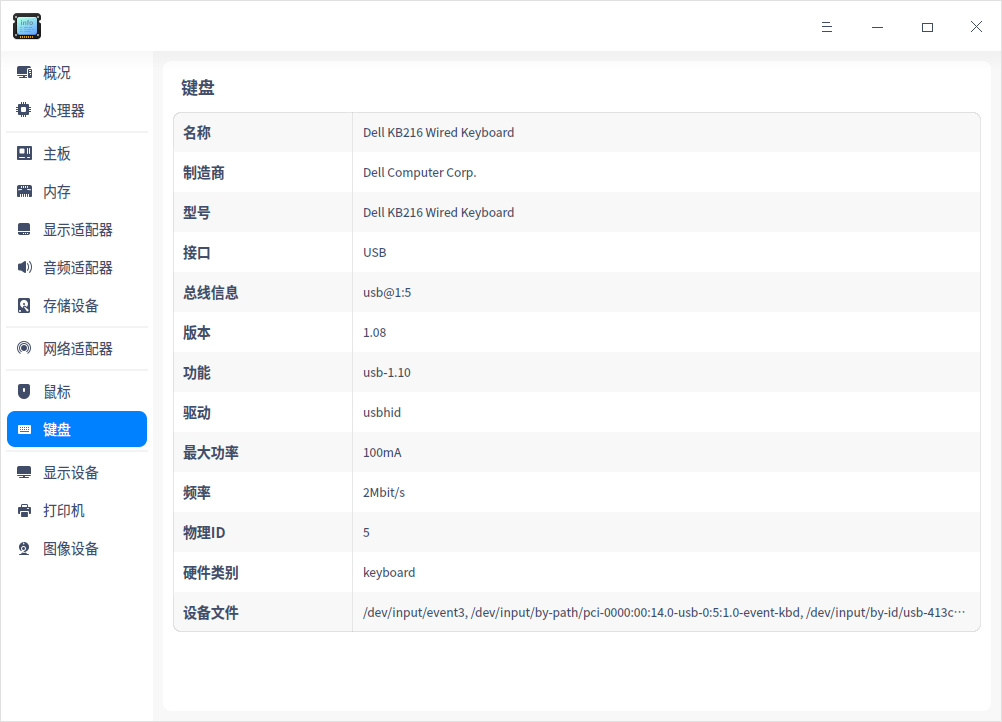 info
概况
处理器
主板
内存
显示适配器
音频适配器
存储设备
网络适配器
鼠标
键盘
显示设备
打印机
图像设备
键盘
名称 Dell KB216 Wired Keyboard
制造商 Dell Computer Corp.
型号 Dell KB216 Wired Keyboard
接口 USB
总线信息 usb@1:5
版本 1.08
功能 usb-1.10
驱动 usbhid
最大功率 100mA
频率 2Mbit/s
物理ID 5
硬件类别 keyboard
设备文件 /dev/input/event3, /dev/input/by-path/pci-0000:00:14.0-usb-0:5:1.0-event-kbd, /dev/input/by-id/usb-413c…